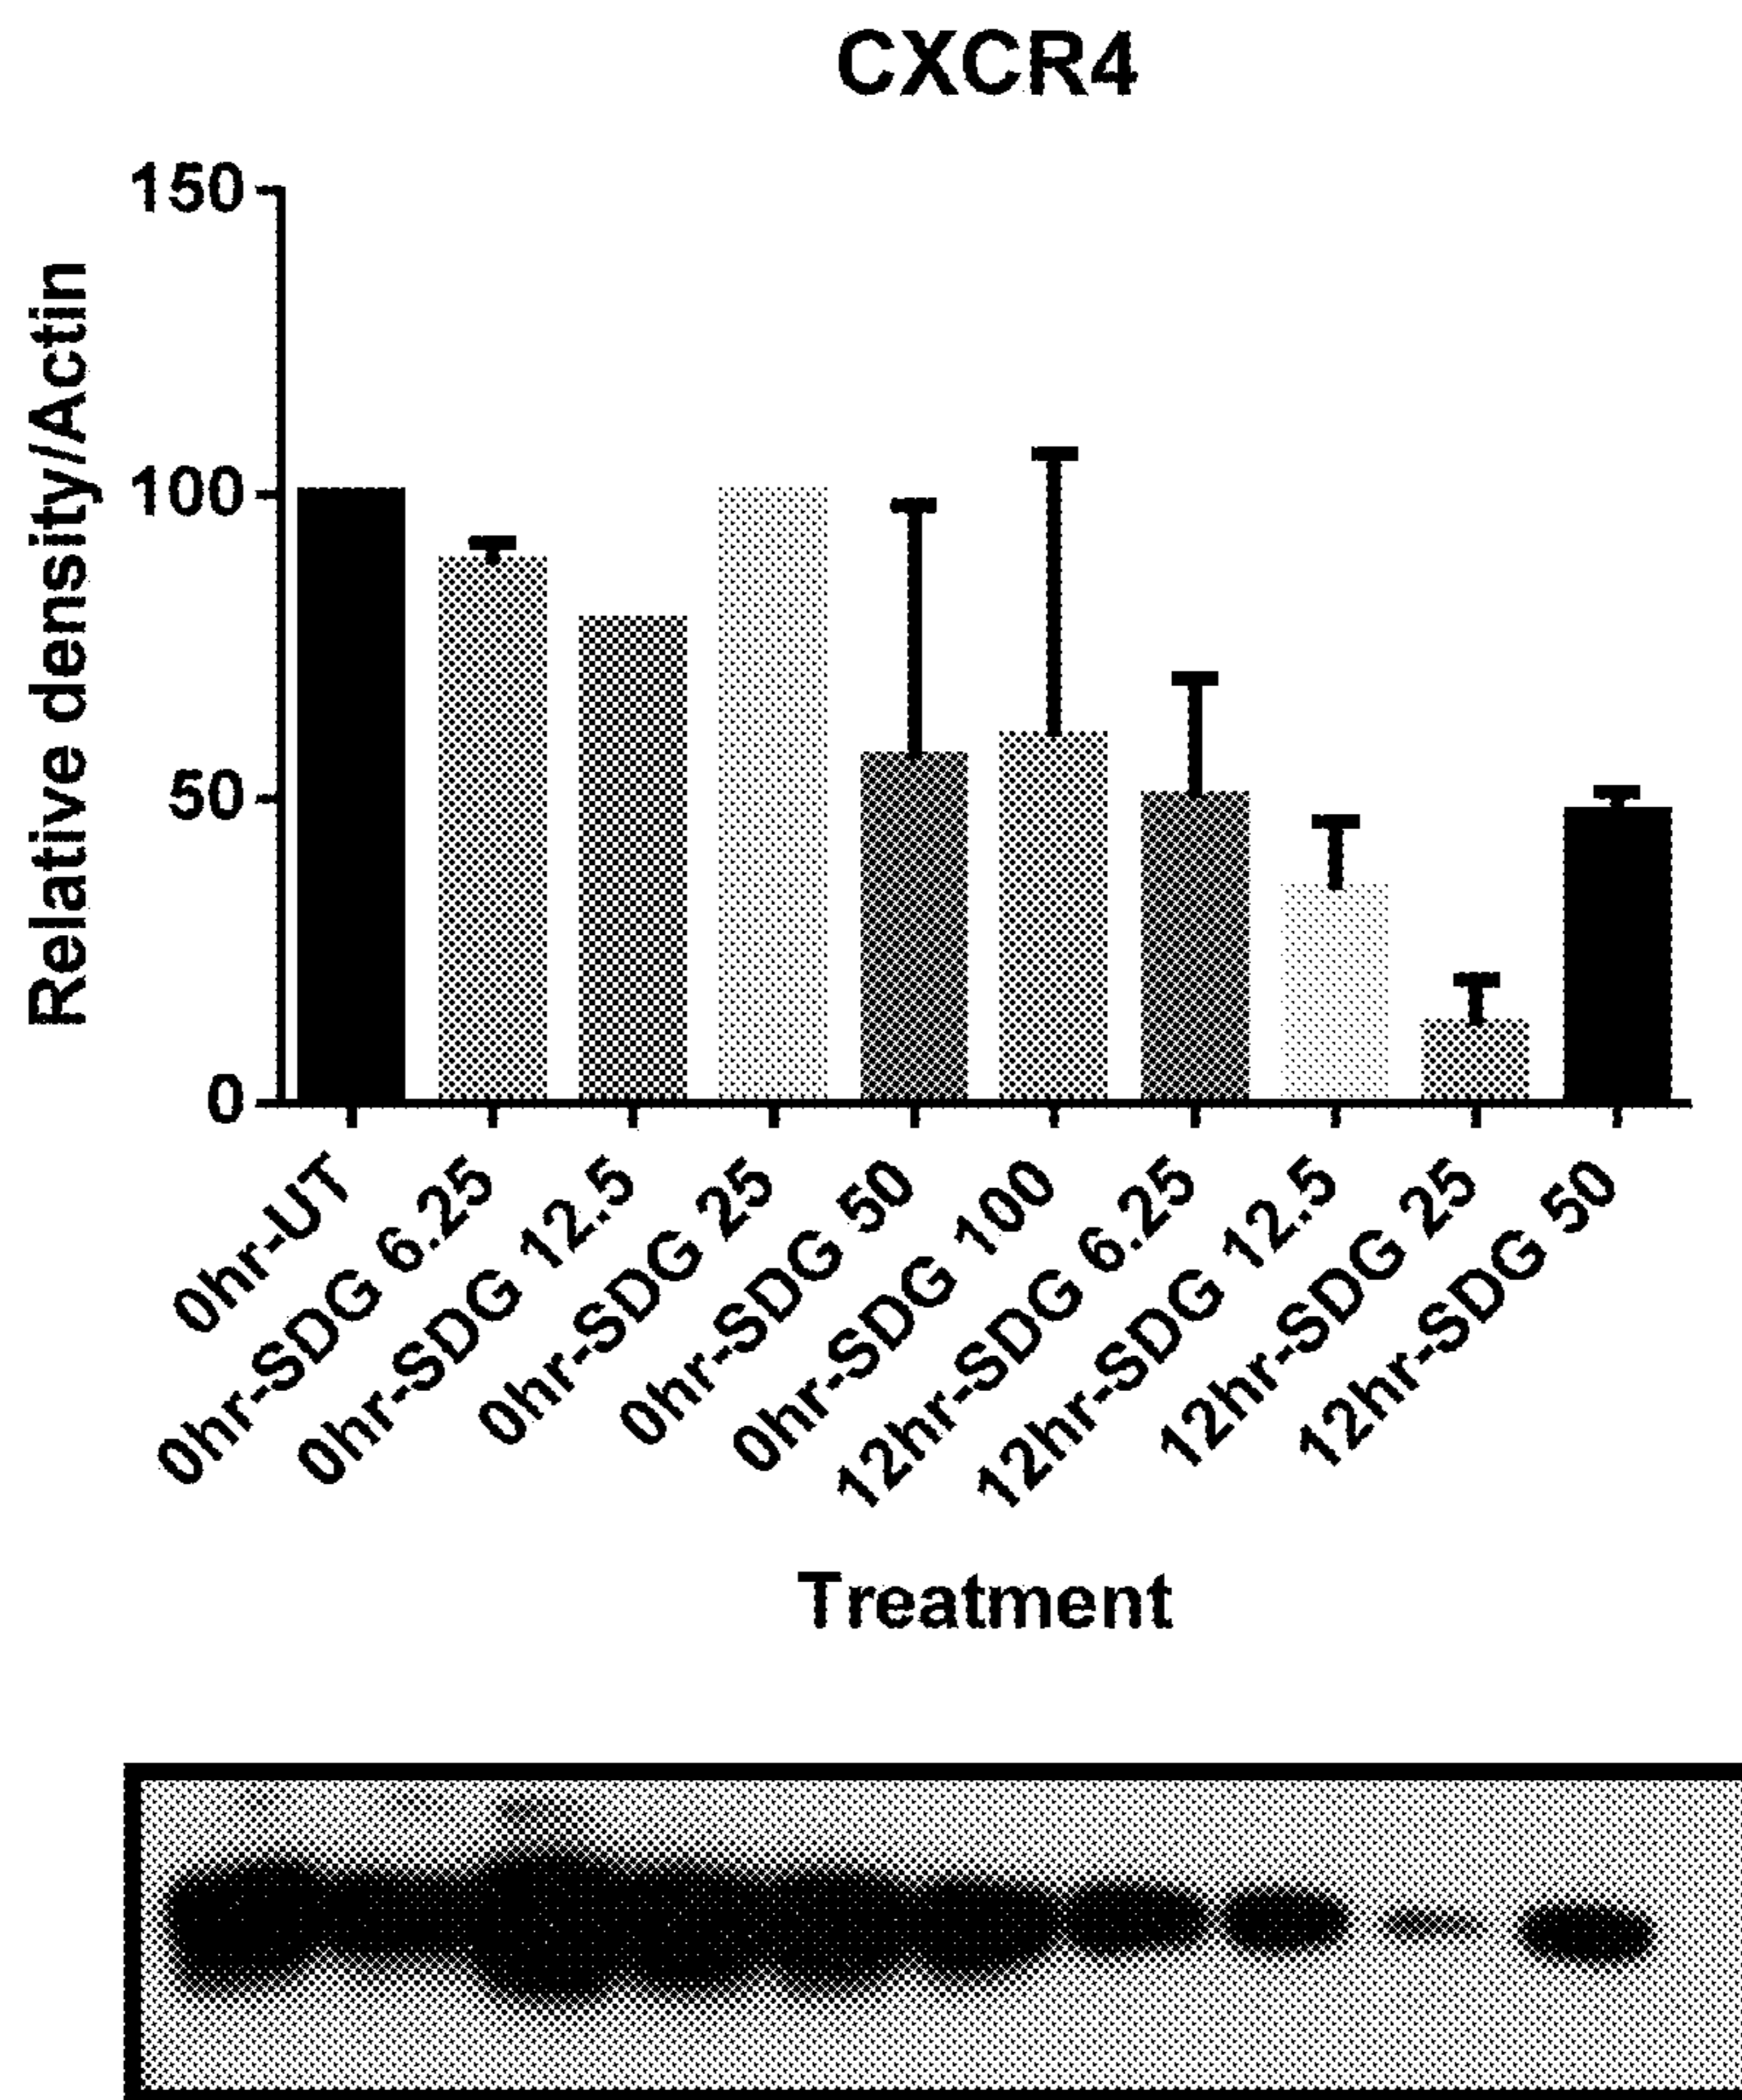 CXCR4
Relative density/Actin
150
100
50
0
0hr-UT
0hr-SDG 6.25
0hr-SDG 12.5
0hr-SDG 25
0hr-SDG 50
0hr-SDG 100
12hr-SDG 6.25
12hr-SDG 12.5
12hr-SDG 25
12hr-SDG 50
Treatment